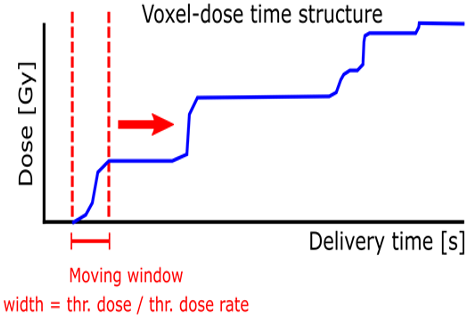 Voxel-dose time structure
Dose [Gy]
Delivery time [s]
Moving window
width = thr. dose / thr. dose rate